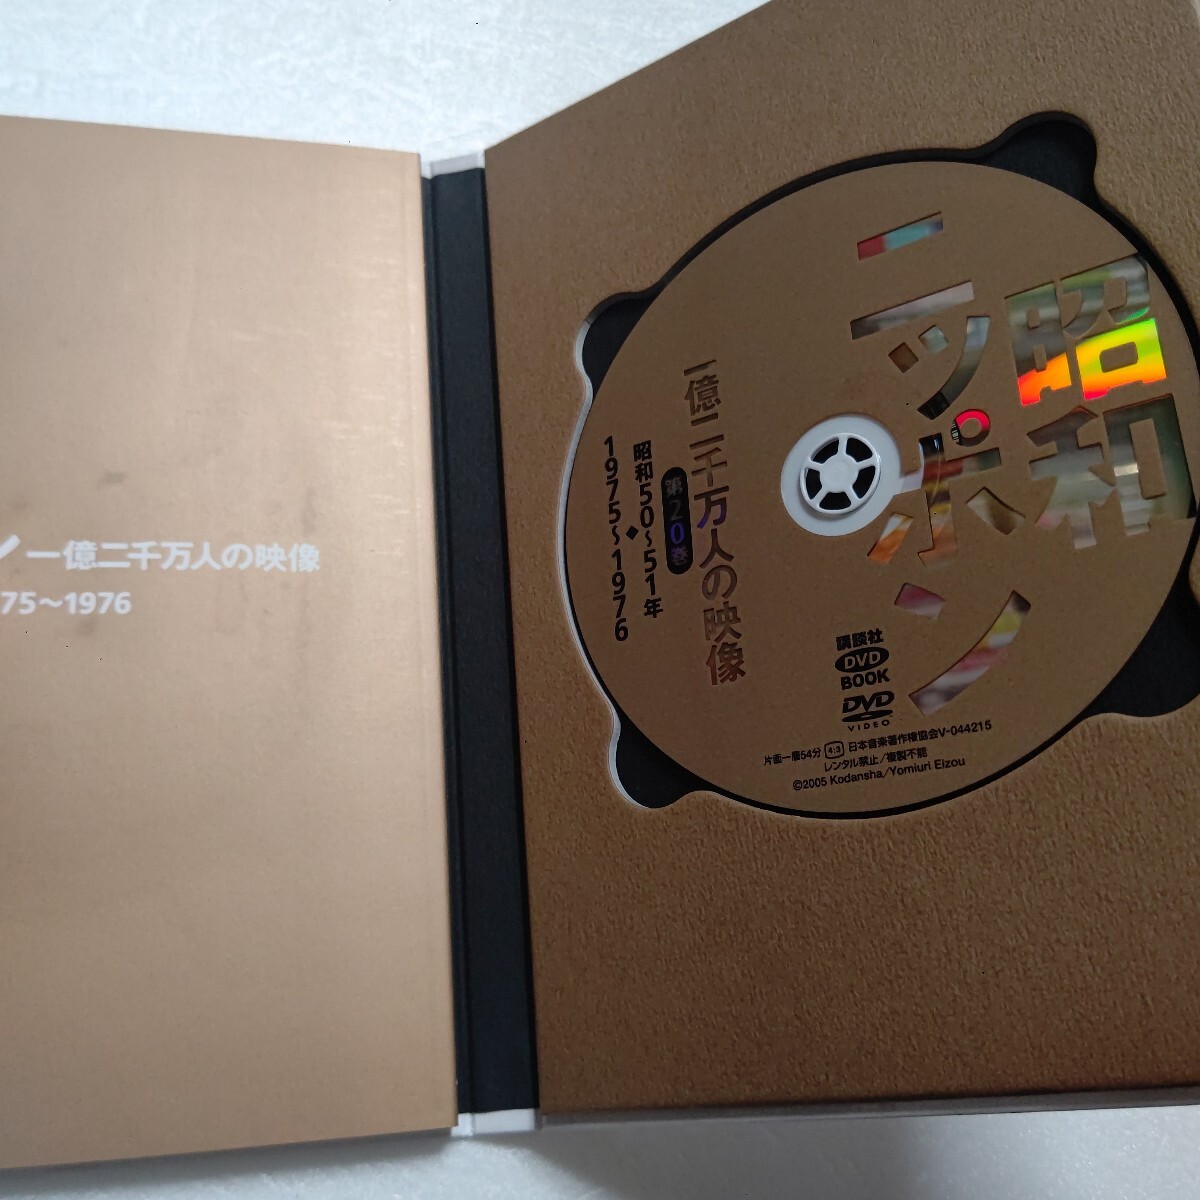 一億二千万人の映像
75～1976
昭和
ニッポン
一億二千万人の映像
第20巻
昭和50～51年
1975～1976
講談社
DVD
BOOK
DVD
VIDEO
片面一層54分 4:3 日本音楽著作権協会V-044215
レンタル禁止/複製不能
©2005 Kodansha/Yomiuri Eizou